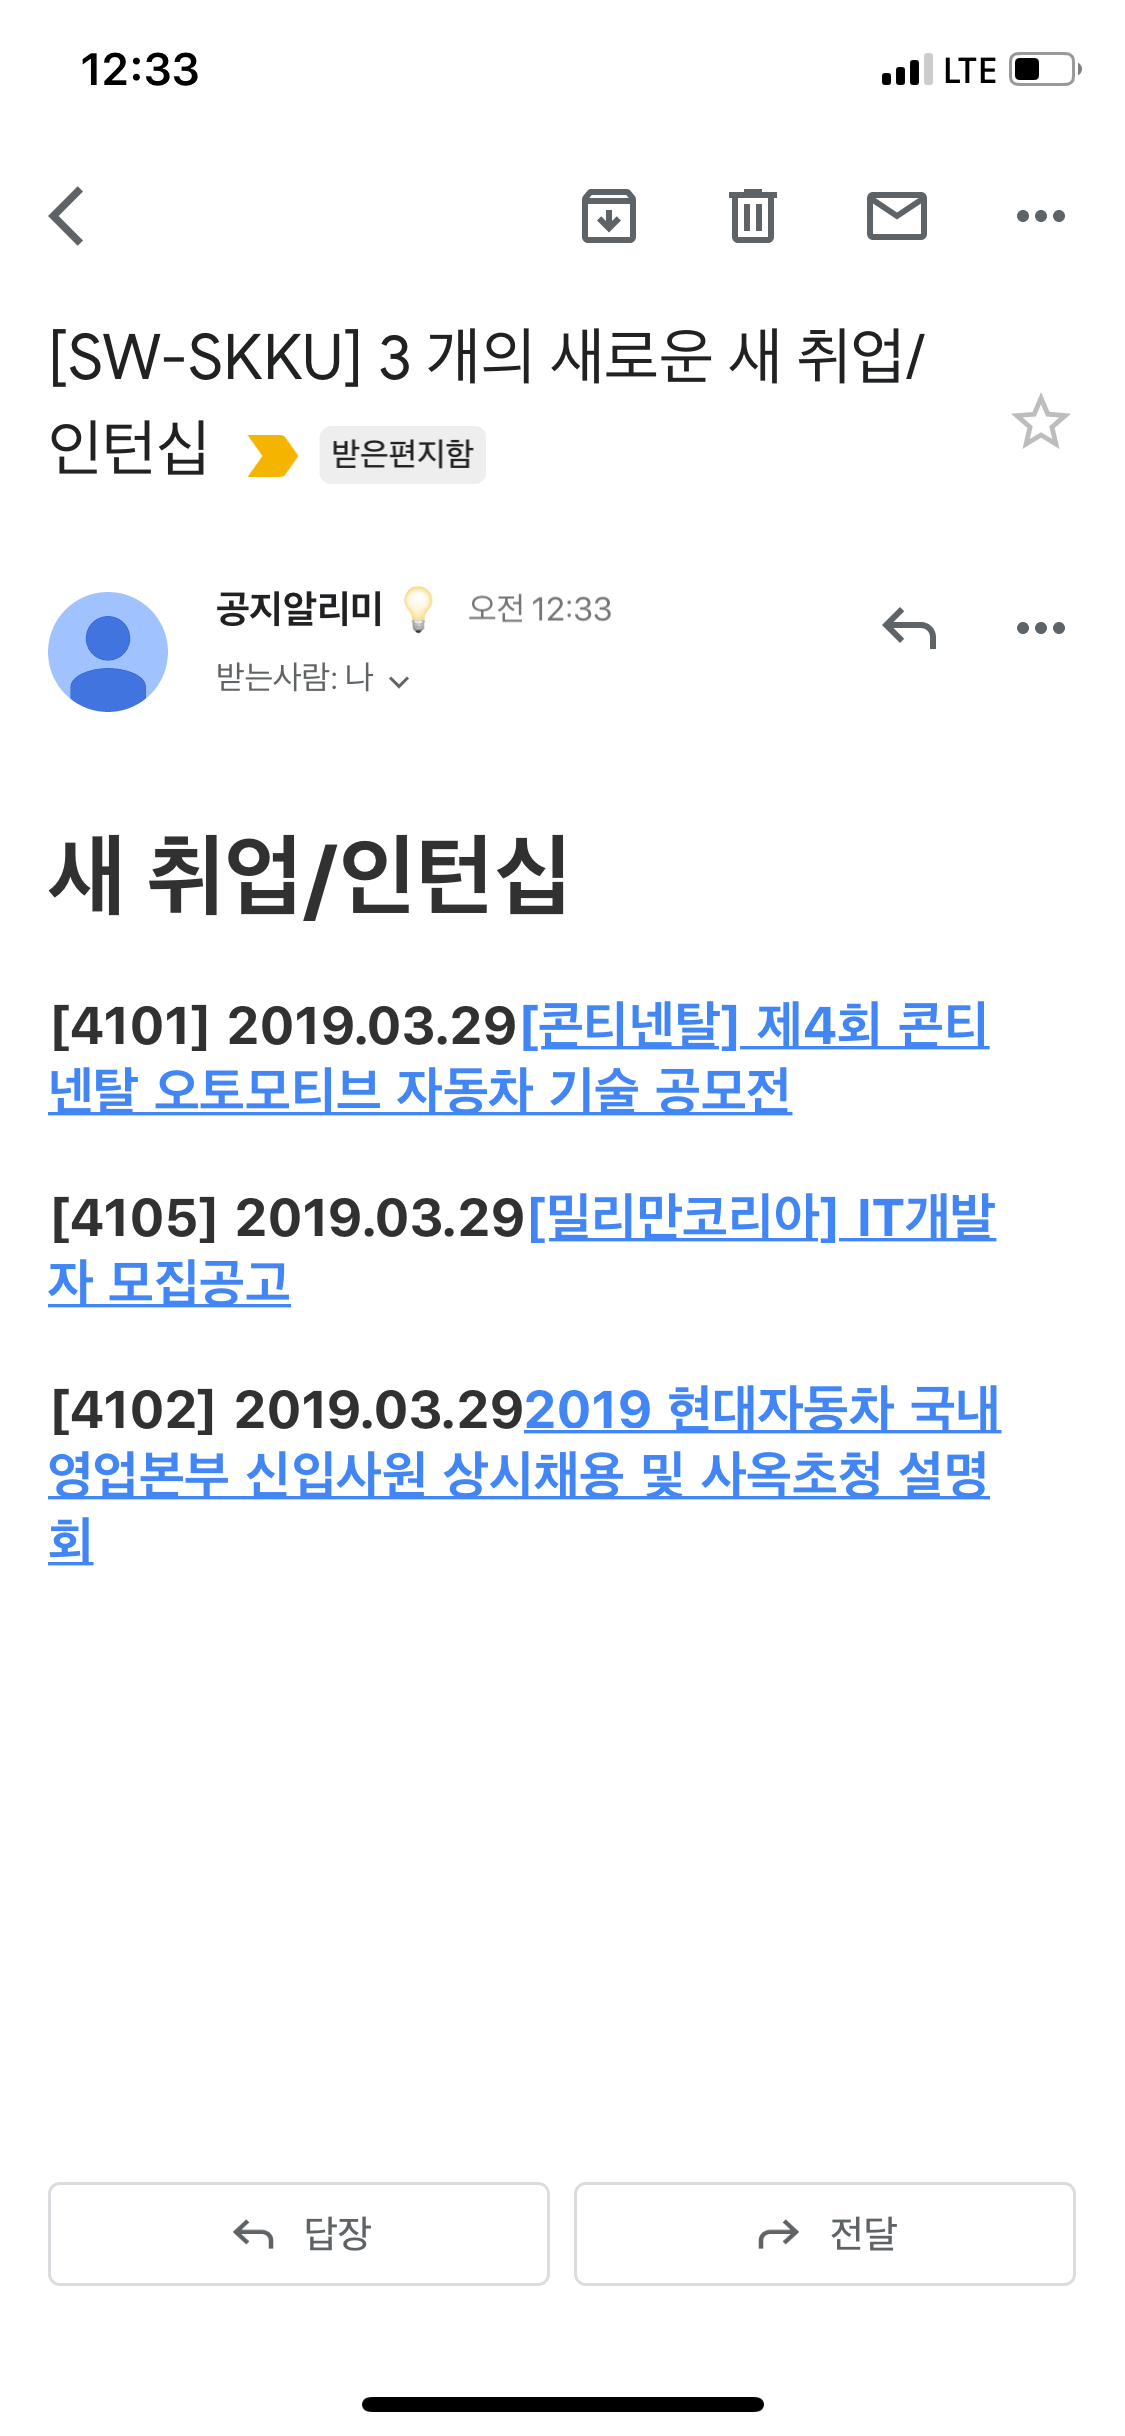 12:33
LTE
[SW-SKKU] 3 개의 새로운 새 취업/
인턴십 받은편지함
공지알리미 💡 오전 12:33
받는사람: 나
새 취업/인턴십
[4101] 2019.03.29[콘티넨탈] 제4회 콘티
넨탈 오토모티브 자동차 기술 공모전
[4105] 2019.03.29[밀리만코리아] IT개발
자 모집공고
[4102] 2019.03.292019 현대자동차 국내
영업본부 신입사원 상시채용 및 사옥초청 설명
회
답장
전달